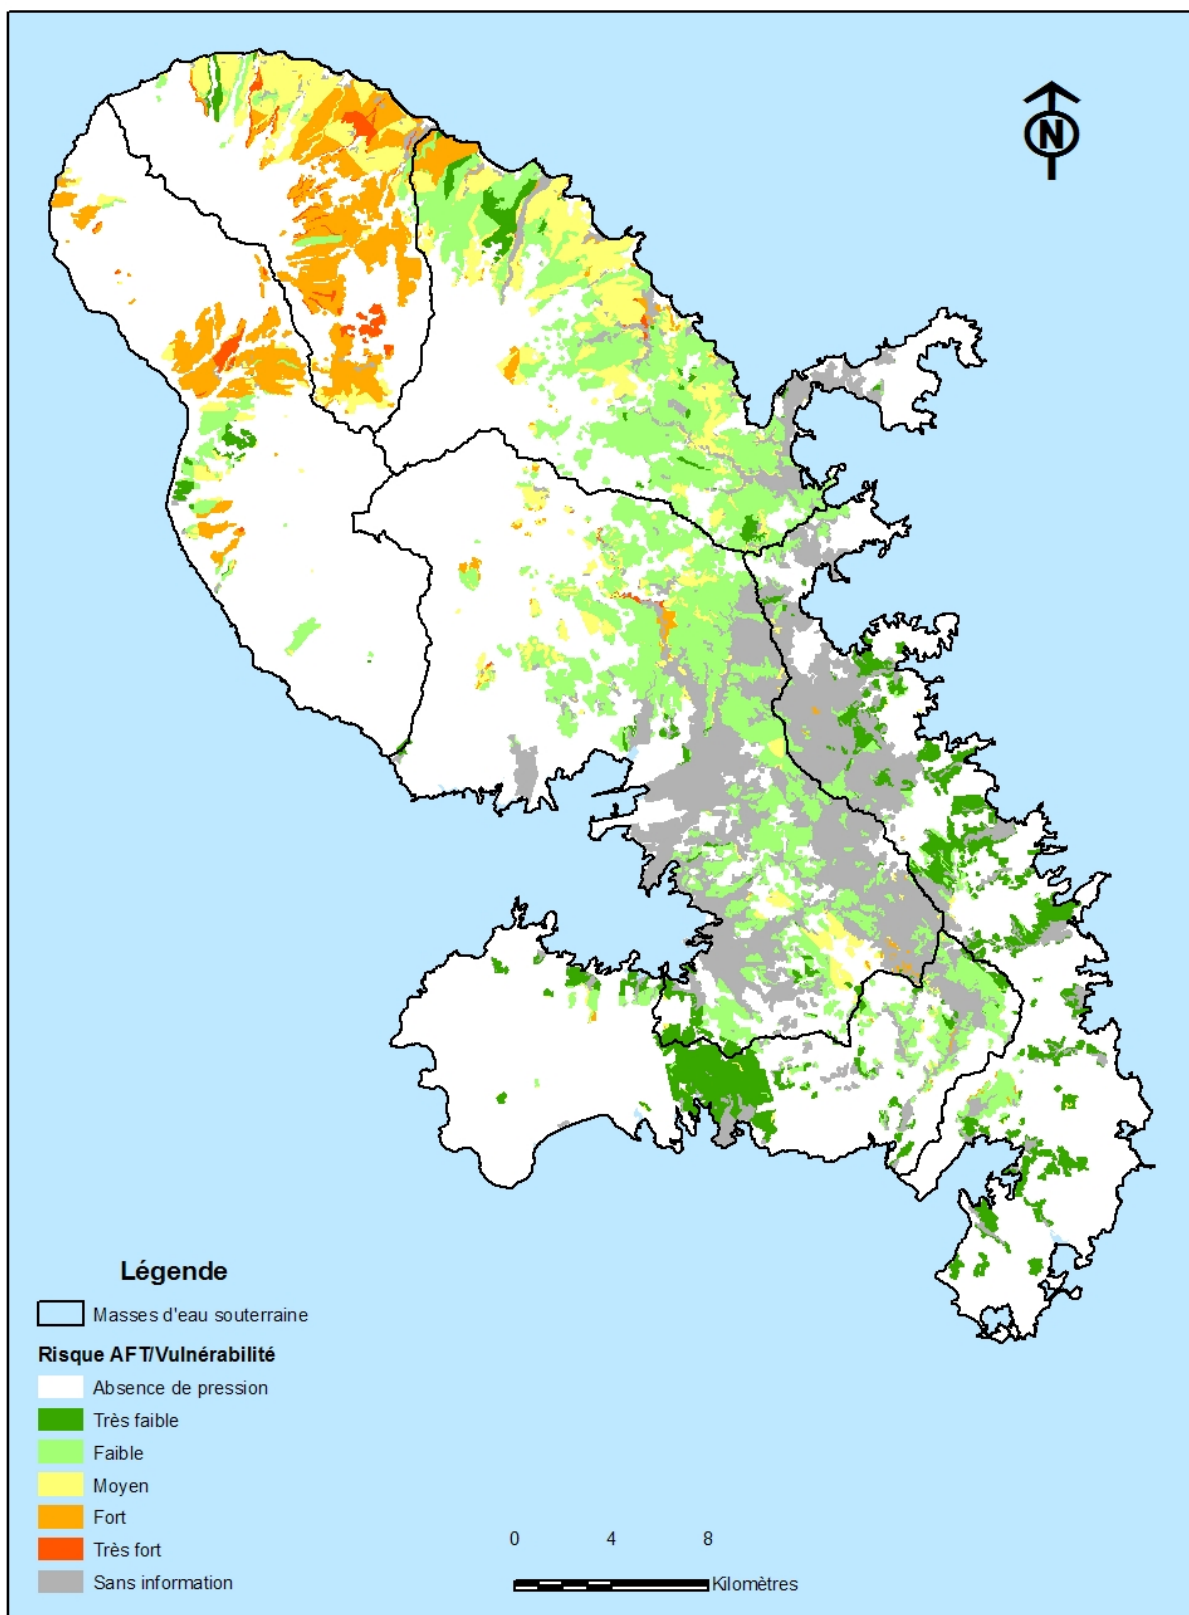 N
Légende
Masses d'eau souterraine
Risque AFT/Vulnérabilité
Absence de pression
Très faible
Faible
Moyen
Fort
Très fort
Sans information
0 4 8
Kilomètres